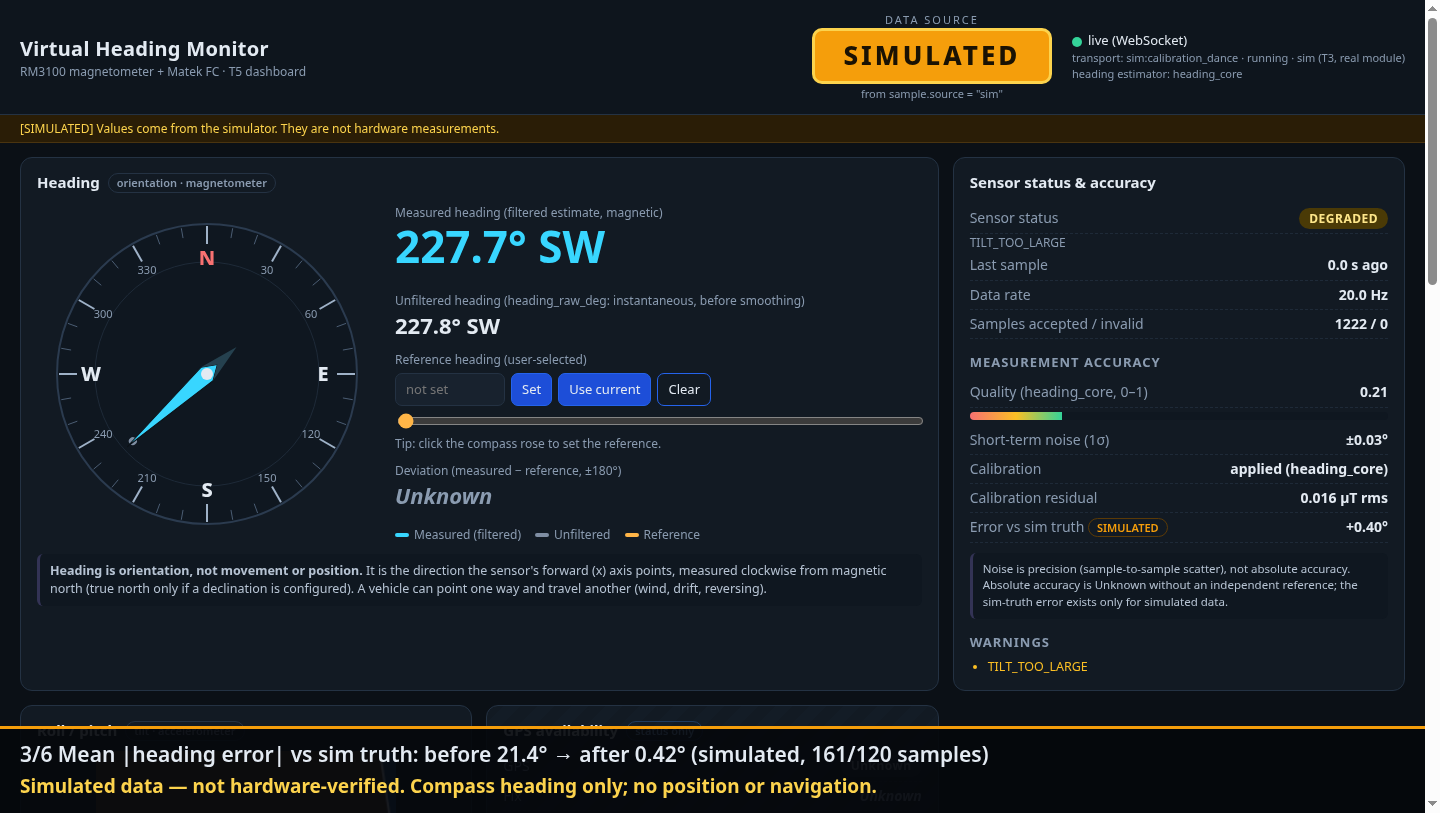 Virtual Heading Monitor
RM3100 magnetometer + Matek FC · T5 dashboard
DATA SOURCE
SIMULATED
from sample.source = "sim"
live (WebSocket)
transport: sim:calibration_dance · running · sim (T3, real module)
heading estimator: heading_core
[SIMULATED] Values come from the simulator. They are not hardware measurements.
Heading
orientation · magnetometer
N
30
60
E
120
150
S
210
240
W
300
330
Measured heading (filtered estimate, magnetic)
227.7° SW
Unfiltered heading (heading_raw_deg: instantaneous, before smoothing)
227.8° SW
Reference heading (user-selected)
not set
Set
Use current
Clear
Tip: click the compass rose to set the reference.
Deviation (measured − reference, ±180°)
Unknown
Measured (filtered)
Unfiltered
Reference
Heading is orientation, not movement or position. It is the direction the sensor's forward (x) axis points, measured clockwise from magnetic
north (true north only if a declination is configured). A vehicle can point one way and travel another (wind, drift, reversing).
Sensor status & accuracy
Sensor status DEGRADED
TILT_TOO_LARGE
Last sample 0.0 s ago
Data rate 20.0 Hz
Samples accepted / invalid 1222 / 0
MEASUREMENT ACCURACY
Quality (heading_core, 0–1) 0.21
Short-term noise (1σ) ±0.03°
Calibration applied (heading_core)
Calibration residual 0.016 µT rms
Error vs sim truth SIMULATED +0.40°
Noise is precision (sample-to-sample scatter), not absolute accuracy.
Absolute accuracy is Unknown without an independent reference; the
sim-truth error exists only for simulated data.
WARNINGS
TILT_TOO_LARGE
Roll / pitch
GPS availability
status only
3/6 Mean |heading error| vs sim truth: before 21.4° → after 0.42° (simulated, 161/120 samples)
Simulated data — not hardware-verified. Compass heading only; no position or navigation.
Unknown